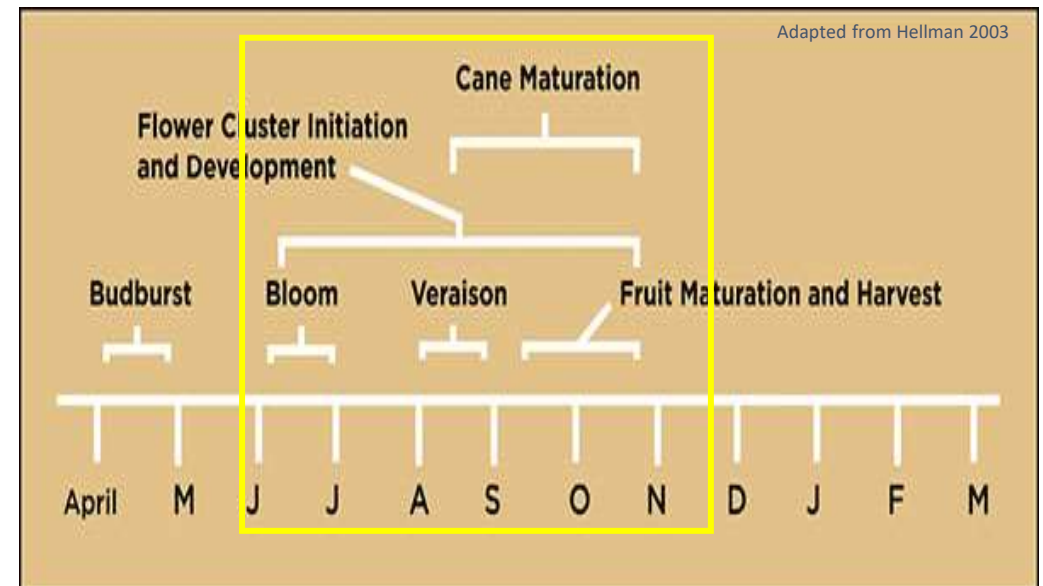 Adapted from Hellman 2003
Cane Maturation
Flower Cluster Initiation
and Development
Budburst
Bloom
Veraison
Fruit Maturation and Harvest
April M J J A S O N D J F M